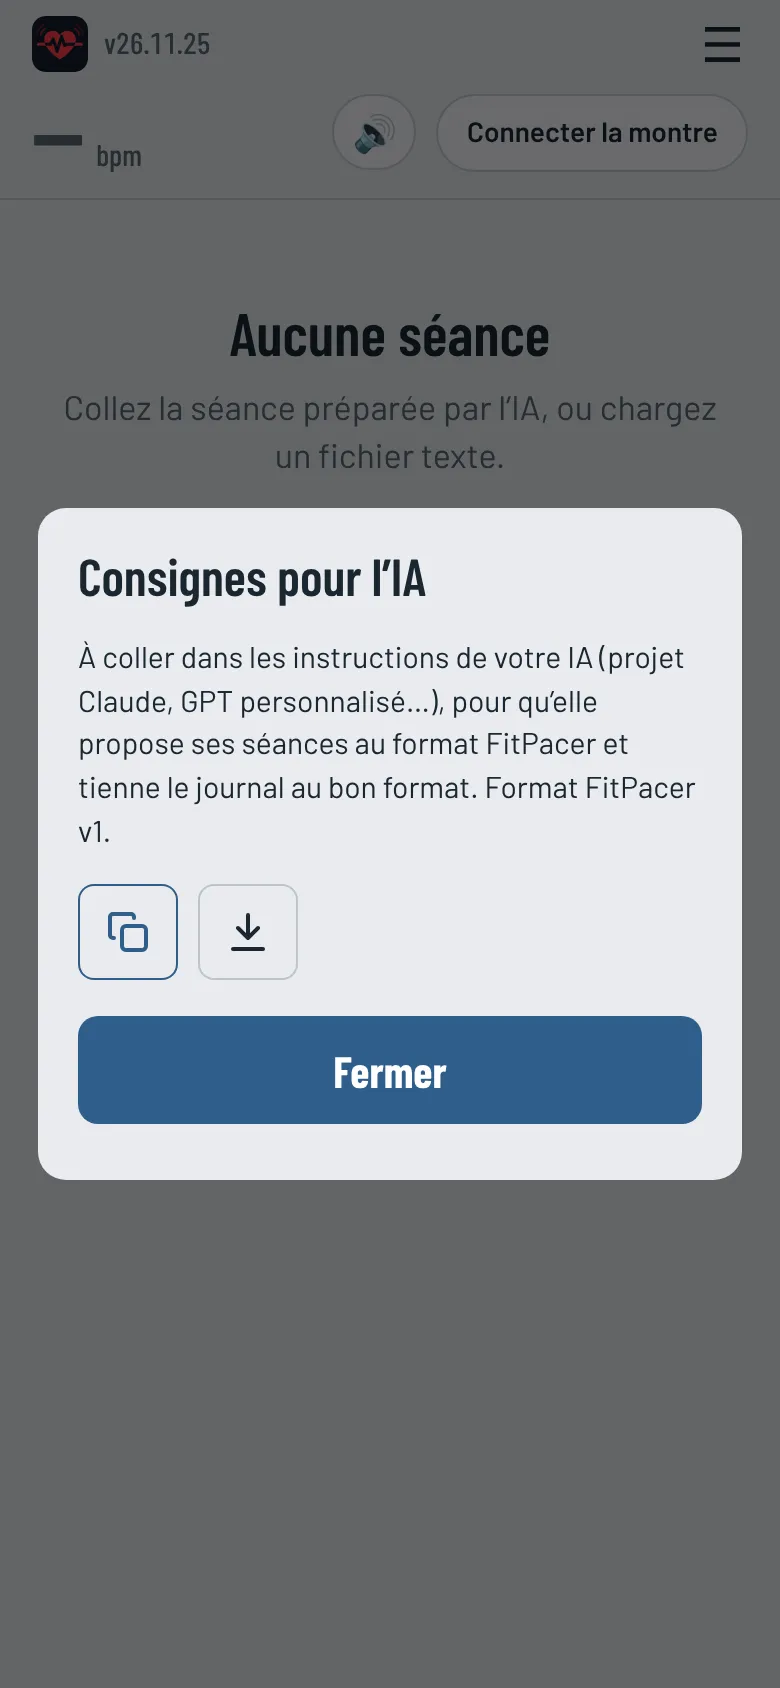 v26.11.25
bpm
Connecter la montre
Aucune séance
Collez la séance préparée par l’IA, ou chargez
un fichier texte.
Consignes pour l’IA
À coller dans les instructions de votre IA (projet
Claude, GPT personnalisé…), pour qu’elle
propose ses séances au format FitPacer et
tienne le journal au bon format. Format FitPacer
v1.
Fermer